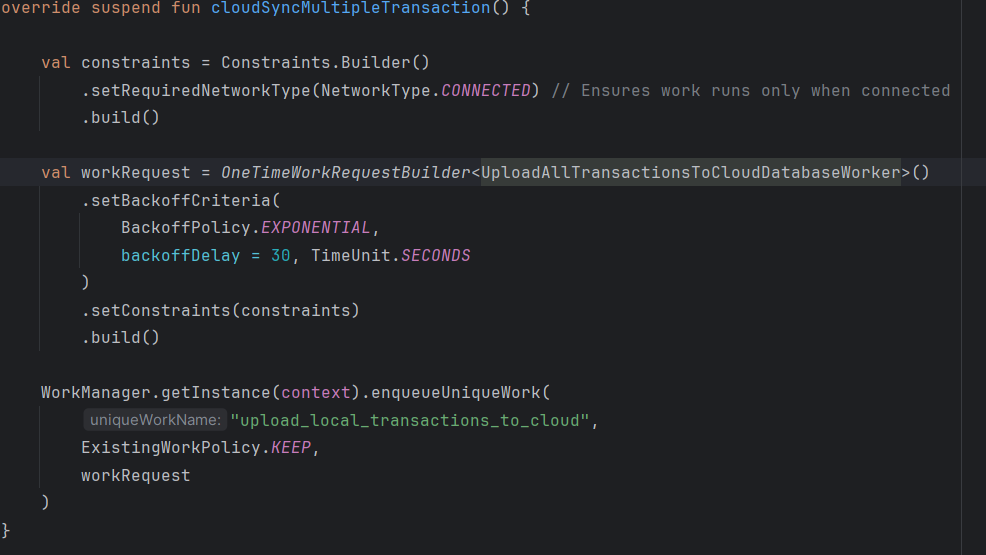 override suspend fun cloudSyncMultipleTransaction() {
val constraints = Constraints.Builder()
.setRequiredNetworkType(NetworkType.CONNECTED) // Ensures work runs only when connected
.build()
val workRequest = OneTimeWorkRequestBuilder<UploadAllTransactionsToCloudDatabaseWorker>()
.setBackoffCriteria(
BackoffPolicy.EXPONENTIAL,
backoffDelay = 30, TimeUnit.SECONDS
)
.setConstraints(constraints)
.build()
WorkManager.getInstance(context).enqueueUniqueWork(
uniqueWorkName: "upload_local_transactions_to_cloud",
ExistingWorkPolicy.KEEP,
workRequest
)
}